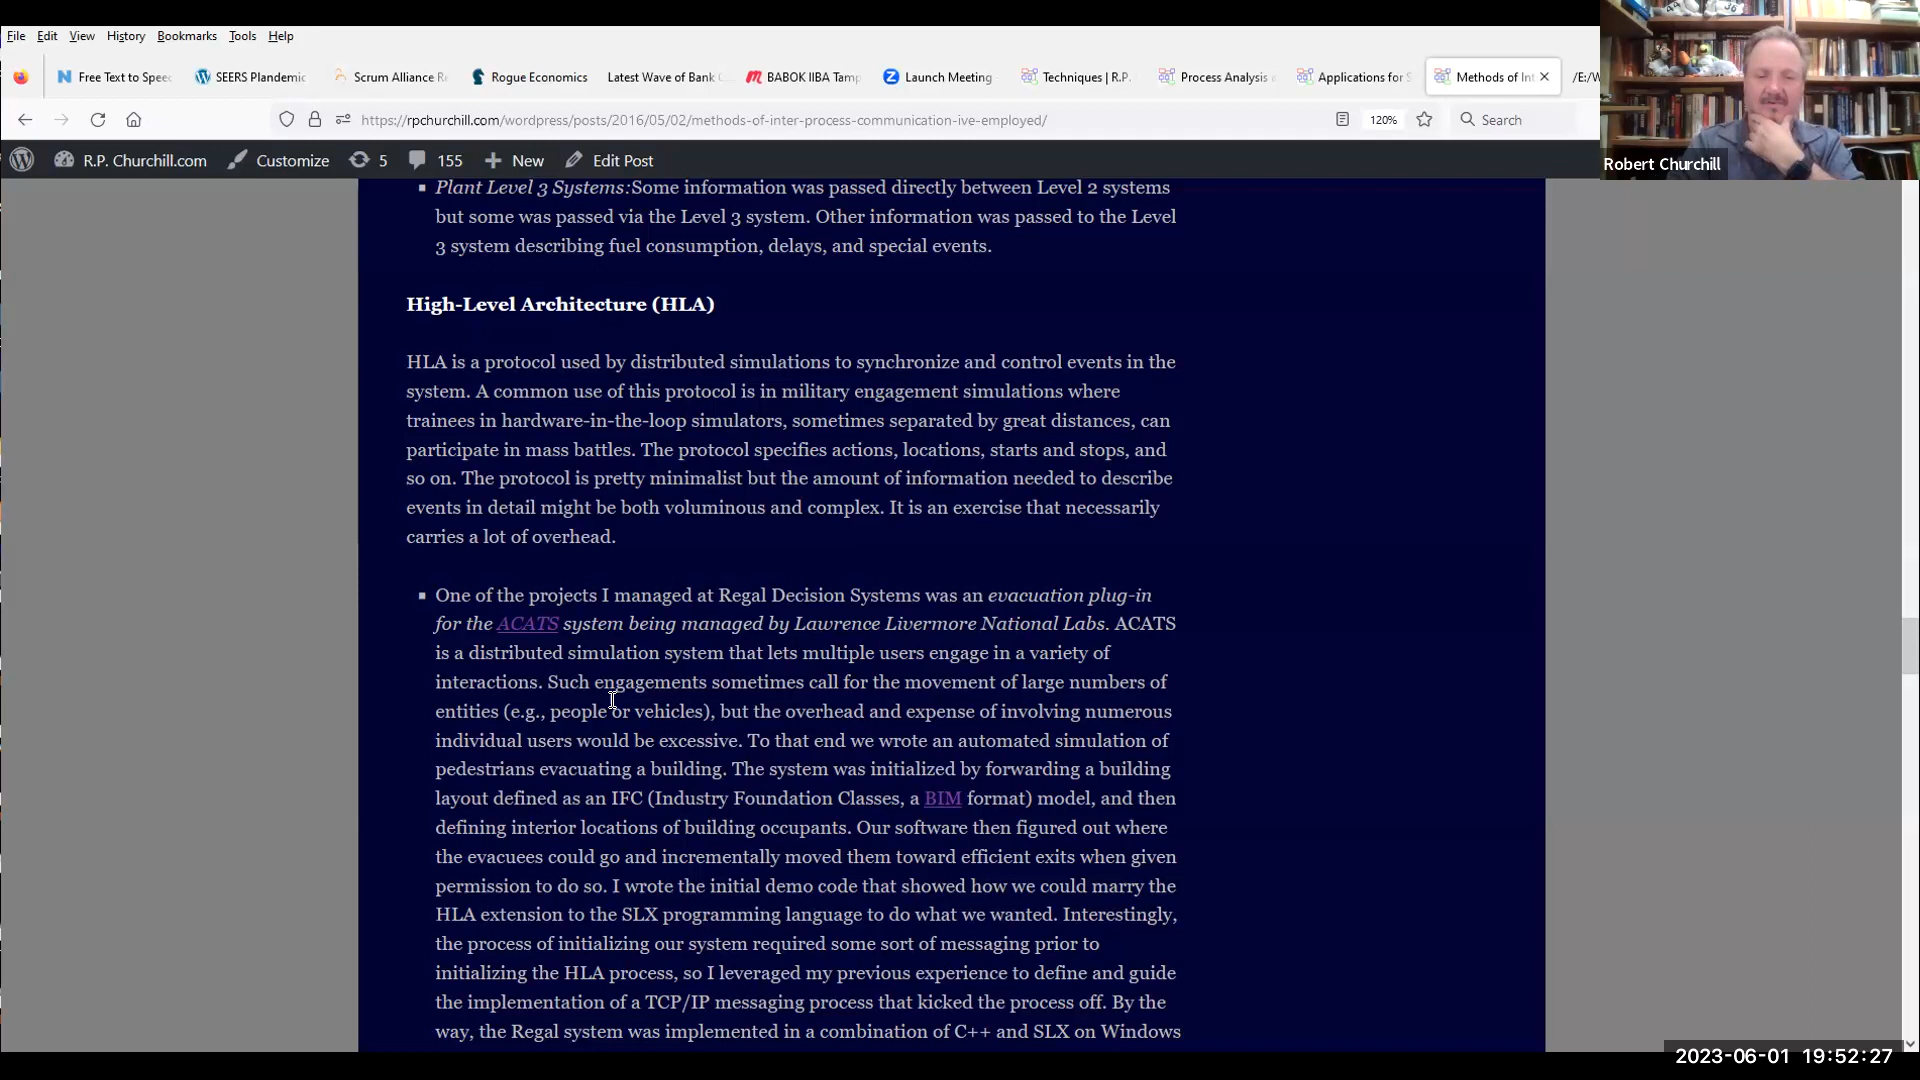 File Edit View History Bookmarks Tools Help
Free Text to Speec SEERS Plandemic Scrum Alliance R Rogue Economics Latest Wave of Bank BABOK IIBA Tamp Launch Meeting Techniques | R.P. Process Analysis Applications for Methods of Int
https://rpchurchill.com/wordpress/posts/2016/05/02/methods-of-inter-process-communication-ive-employed/ 120% Search
R.P. Churchill.com Customize 5 155 New Edit Post
Robert Churchill
Plant Level 3 Systems:Some information was passed directly between Level 2 systems
but some was passed via the Level 3 system. Other information was passed to the Level
3 system describing fuel consumption, delays, and special events.
High-Level Architecture (HLA)
HLA is a protocol used by distributed simulations to synchronize and control events in the
system. A common use of this protocol is in military engagement simulations where
trainees in hardware-in-the-loop simulators, sometimes separated by great distances, can
participate in mass battles. The protocol specifies actions, locations, starts and stops, and
so on. The protocol is pretty minimalist but the amount of information needed to describe
events in detail might be both voluminous and complex. It is an exercise that necessarily
carries a lot of overhead.
One of the projects I managed at Regal Decision Systems was an evacuation plug-in
for the ACATS system being managed by Lawrence Livermore National Labs. ACATS
is a distributed simulation system that lets multiple users engage in a variety of
interactions. Such engagements sometimes call for the movement of large numbers of
entities (e.g., people or vehicles), but the overhead and expense of involving numerous
individual users would be excessive. To that end we wrote an automated simulation of
pedestrians evacuating a building. The system was initialized by forwarding a building
layout defined as an IFC (Industry Foundation Classes, a BIM format) model, and then
defining interior locations of building occupants. Our software then figured out where
the evacuees could go and incrementally moved them toward efficient exits when given
permission to do so. I wrote the initial demo code that showed how we could marry the
HLA extension to the SLX programming language to do what we wanted. Interestingly,
the process of initializing our system required some sort of messaging prior to
initializing the HLA process, so I leveraged my previous experience to define and guide
the implementation of a TCP/IP messaging process that kicked the process off. By the
way, the Regal system was implemented in a combination of C++ and SLX on Windows
2023-06-01 19:52:27